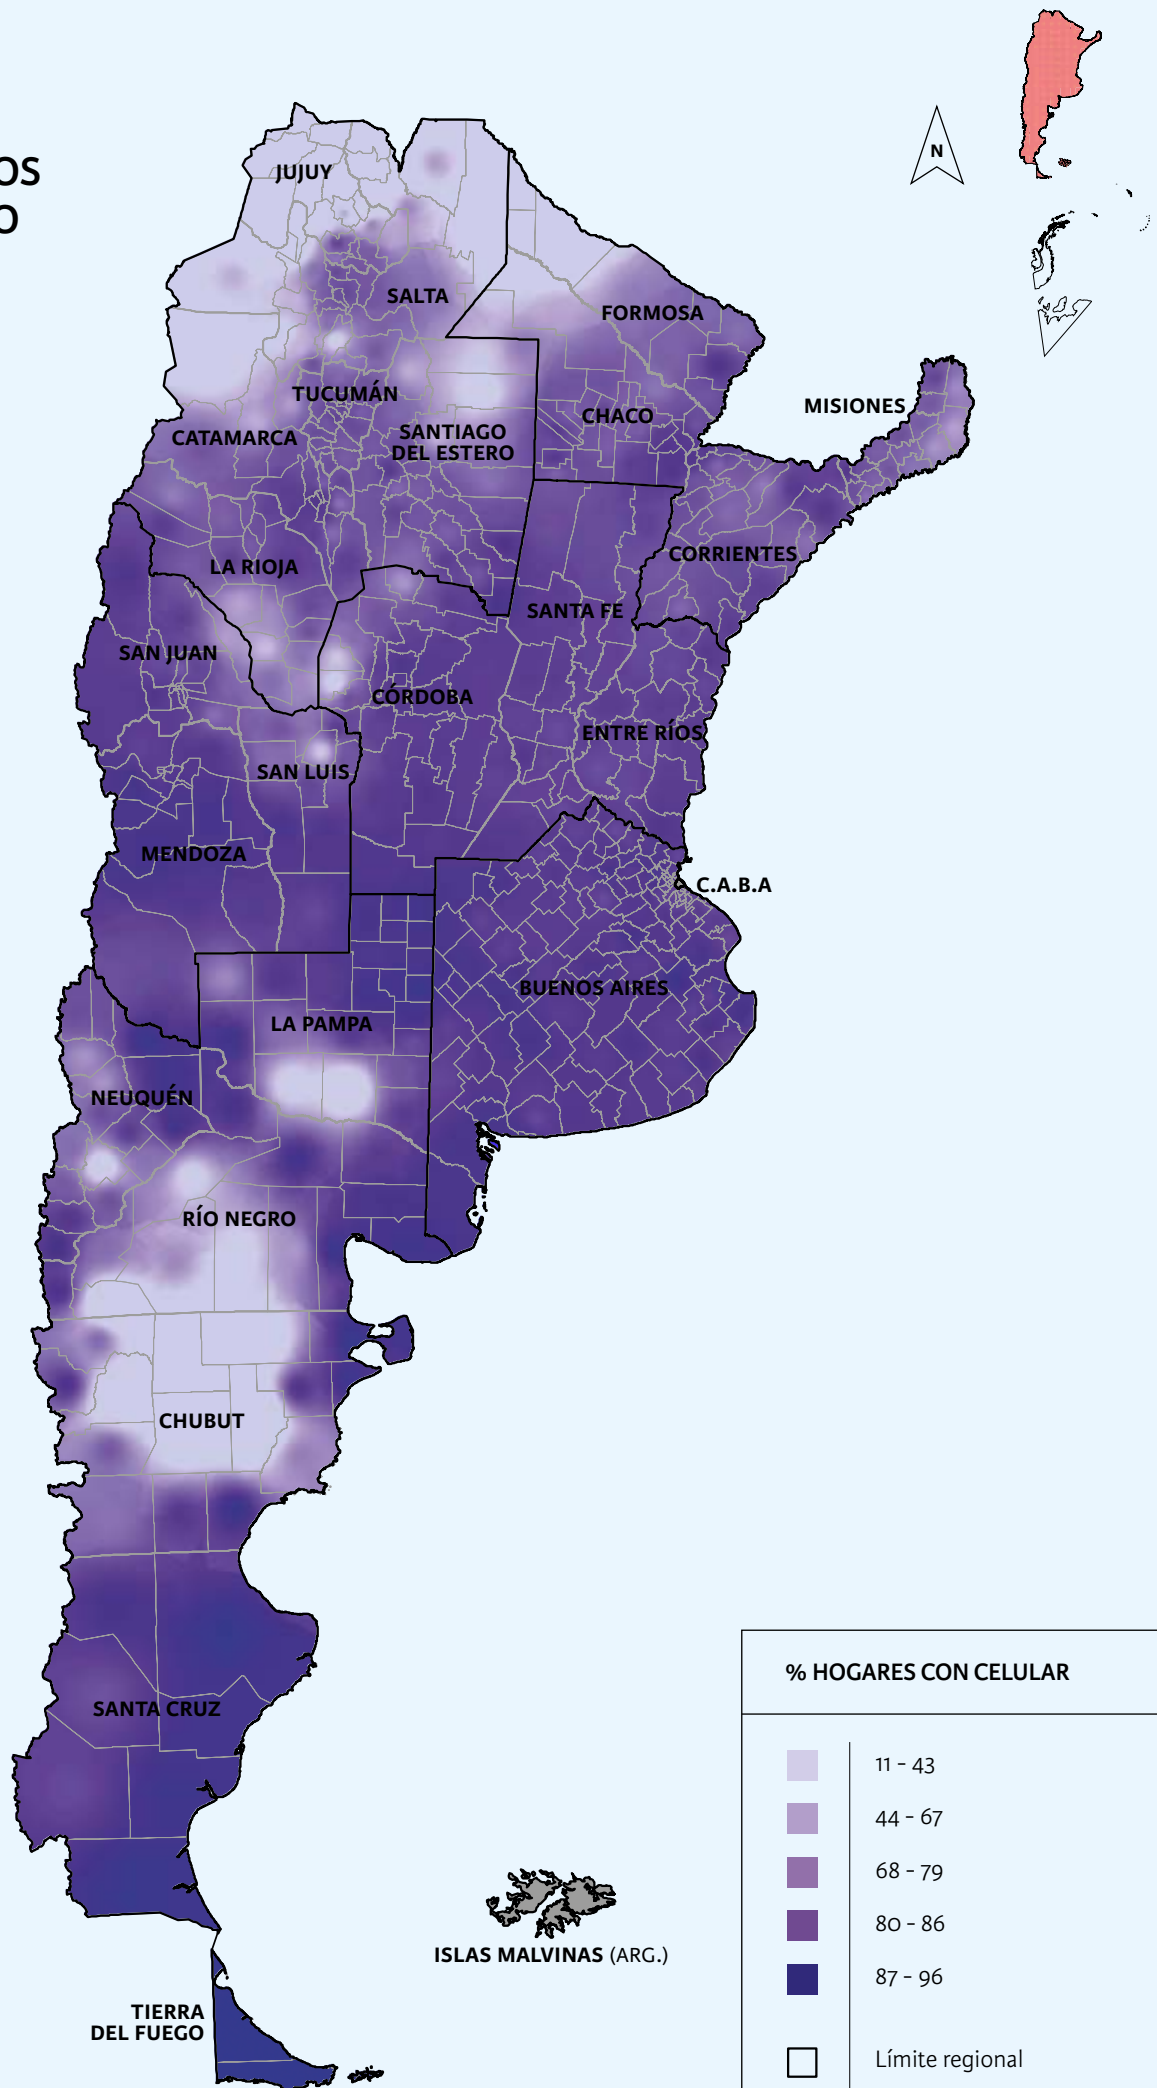 OS
O
N
JUJUY
SALTA
FORMOSA
TUCUMÁN
MISIONES
CHACO
CATAMARCA
SANTIAGO
DEL ESTERO
CORRIENTES
LA RIOJA
SANTA FE
SAN JUAN
CÓRDOBA
ENTRE RÍOS
SAN LUIS
MENDOZA
C.A.B.A
BUENOS AIRES
LA PAMPA
NEUQUÉN
RÍO NEGRO
CHUBUT
SANTA CRUZ
ISLAS MALVINAS (ARG.)
TIERRA
DEL FUEGO
% HOGARES CON CELULAR
11 - 43
44 - 67
68 - 79
80 - 86
87 - 96
Límite regional